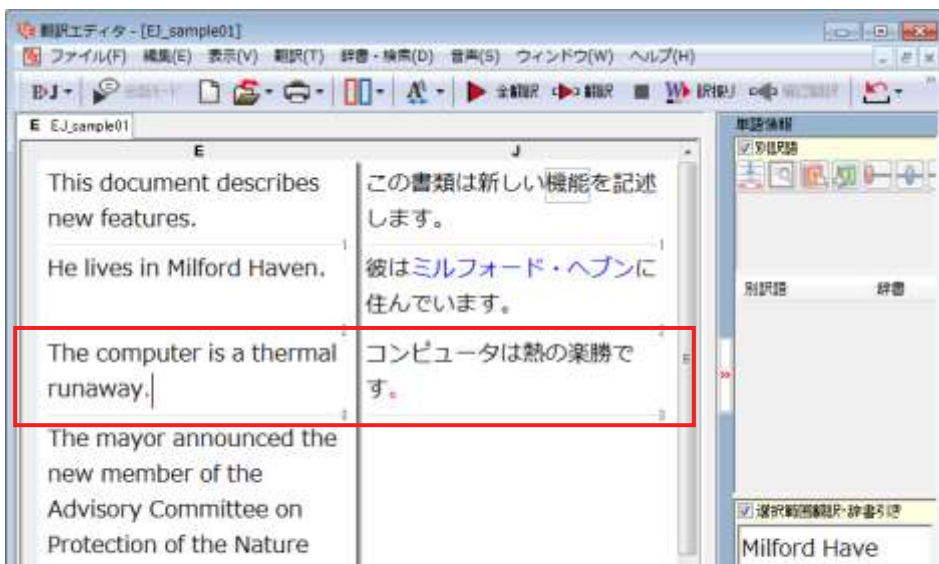 翻訳エディタ - [EJ_sample01]
ファイル(F) 編集(E) 表示(V) 翻訳(T) 辞書・検索(D) 音声(S) ウィンドウ(W) ヘルプ(H)
全翻訳 翻訳
E EJ_sample01
単語情報
別訳語
E J
This document describes
new features.
この書類は新しい機能を記述
します。
1 1
He lives in Milford Haven.
彼はミルフォード・ヘブンに
住んでいます。
2 2
別訳語 辞書
The computer is a thermal
runaway.
コンピュータは熱の楽勝で
す。
3 3
The mayor announced the
new member of the
Advisory Committee on
Protection of the Nature
選択範囲翻訳・辞書引き
Milford Have